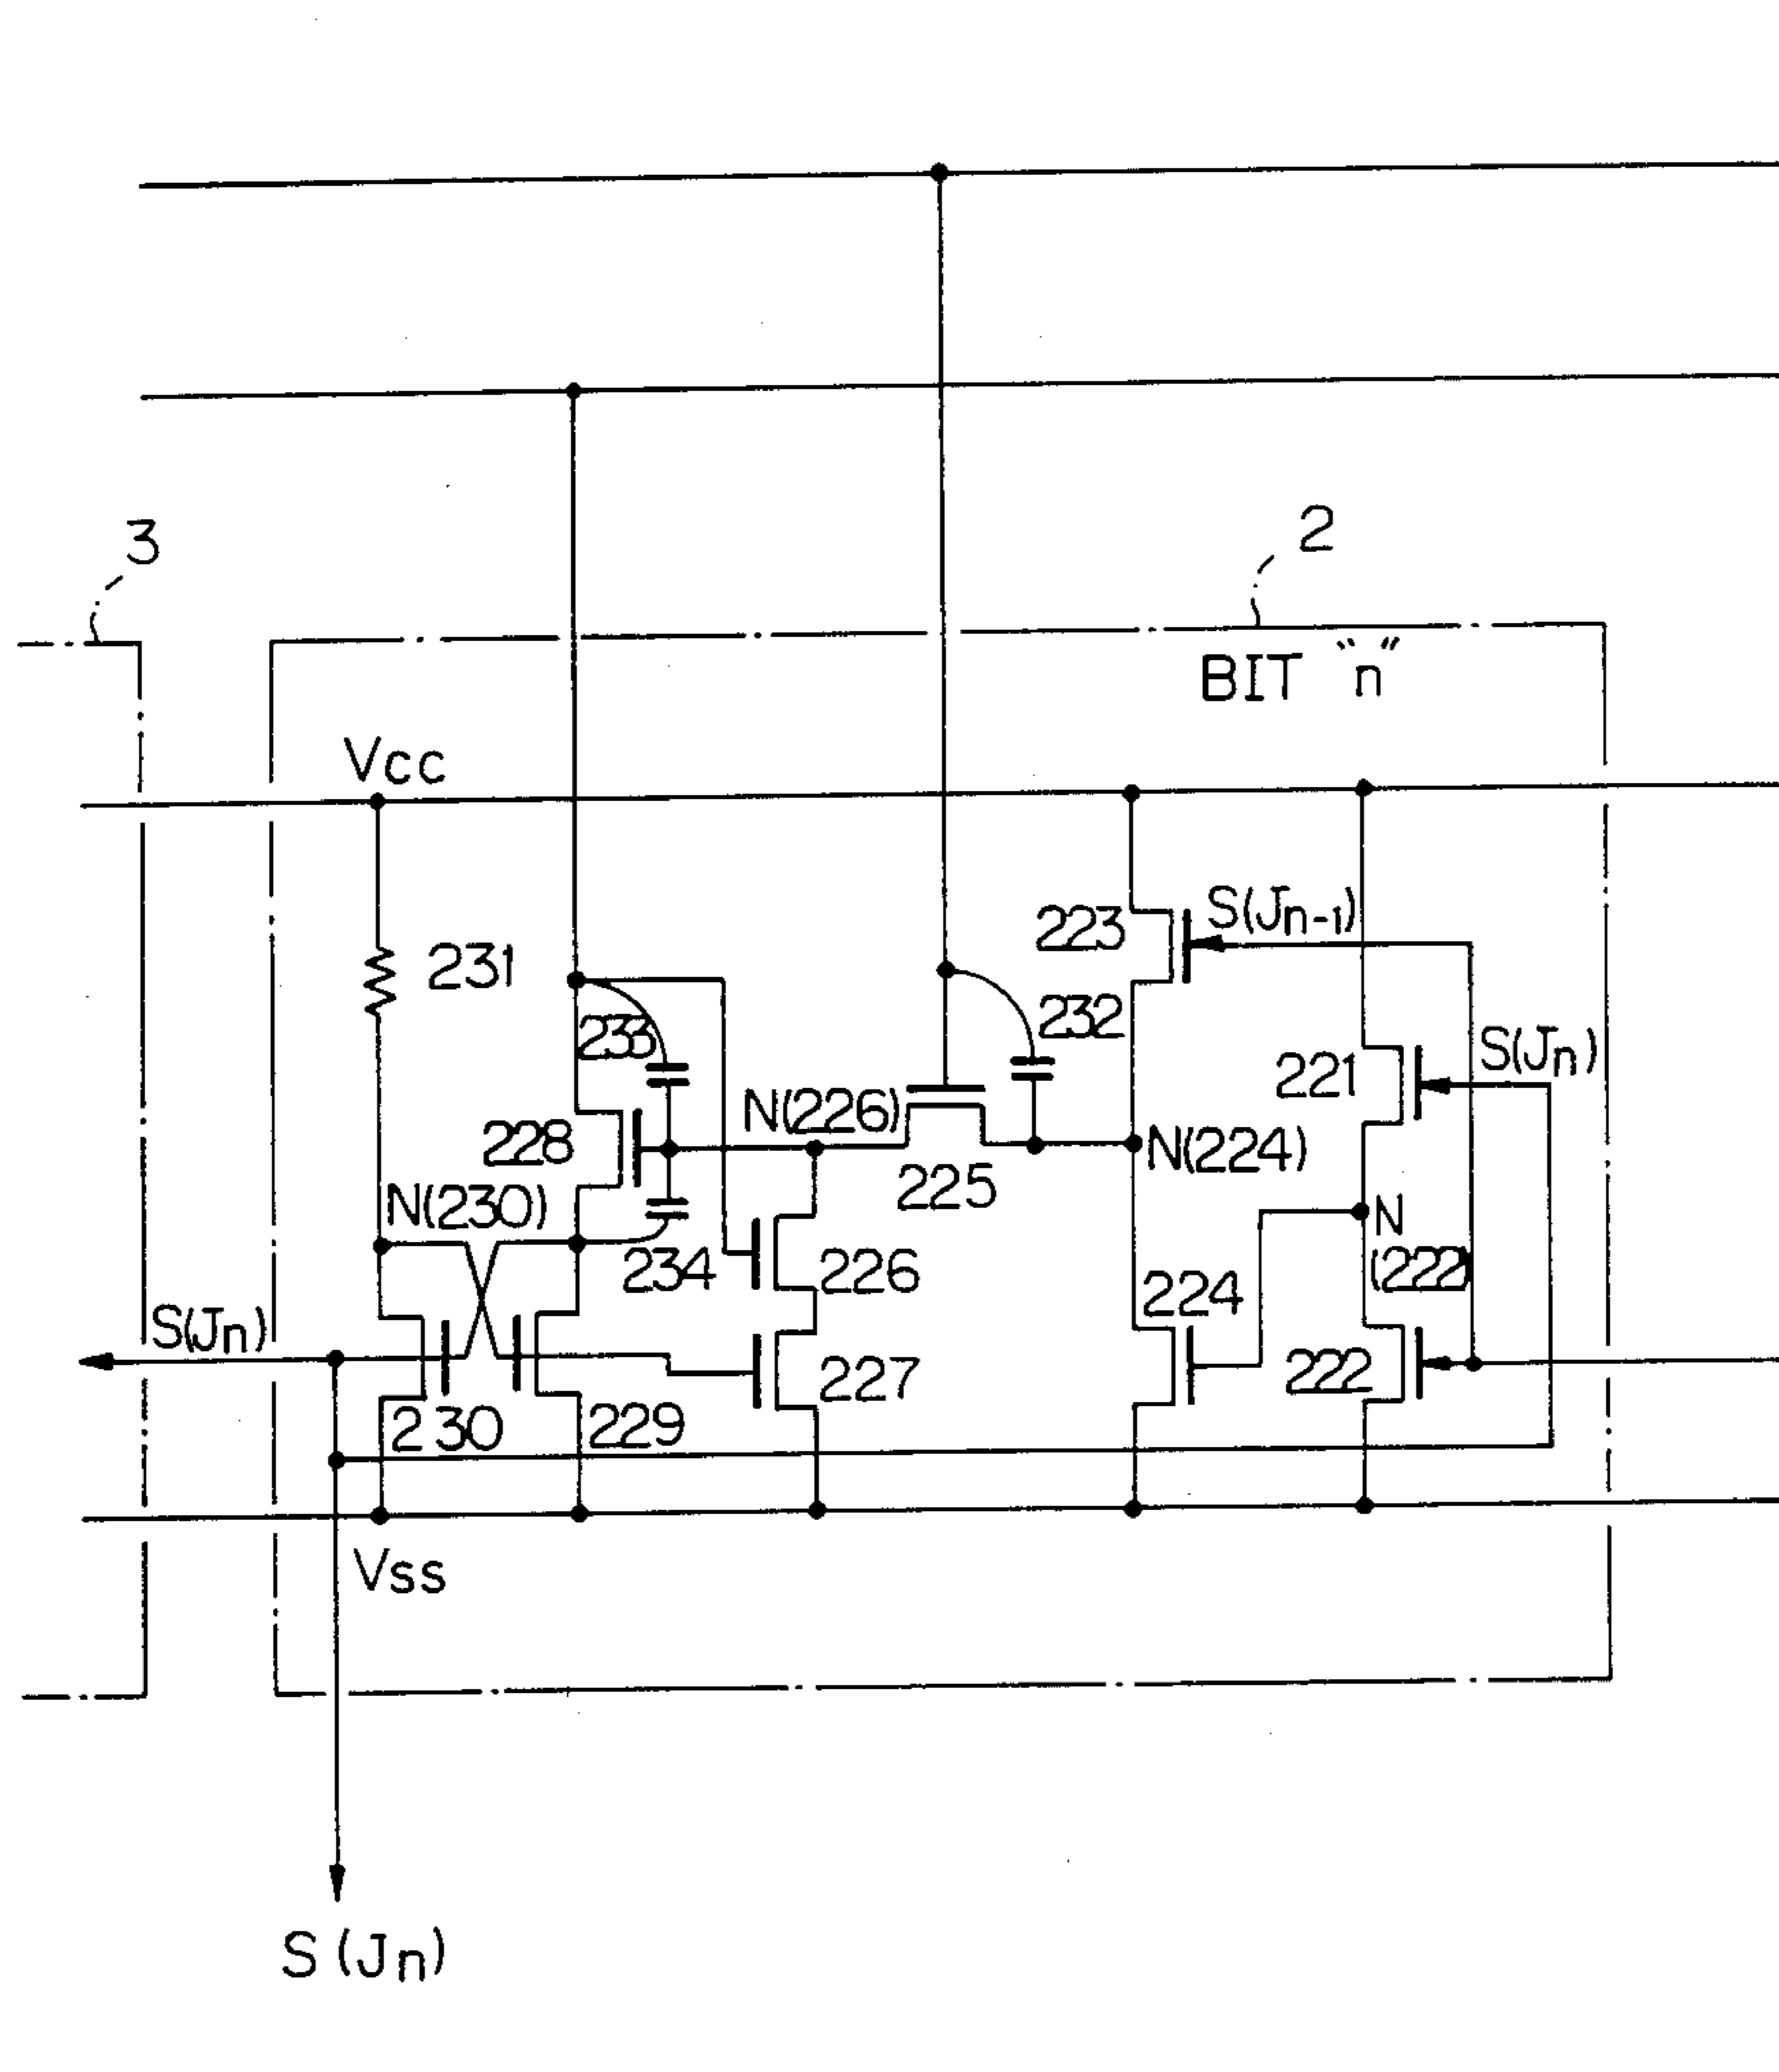 3
2
BIT "n"
Vcc
223
S(Jn-1)
231
233
232
221
S(Jn)
N(226)
228
N(224)
225
N(230)
N
(222)
234
226
224
S(Jn)
227
222
230
229
Vss
S(Jn)